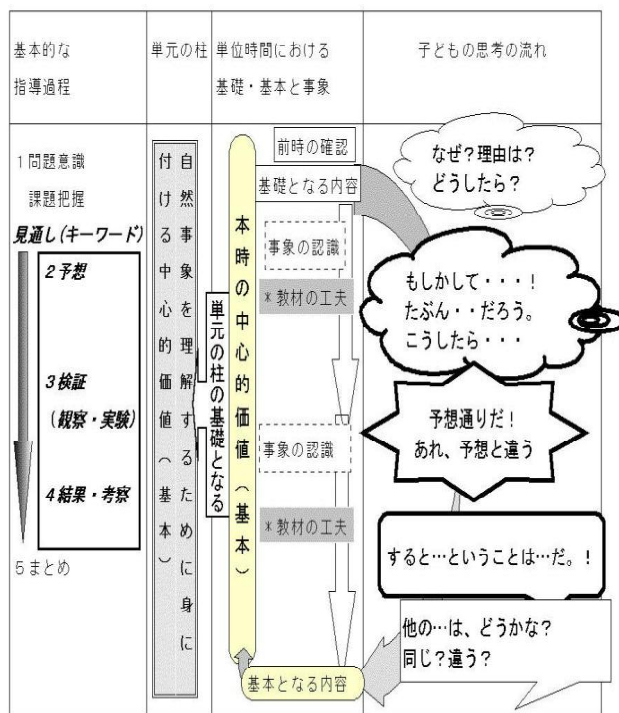 基本的な
指導過程
単元の柱
単位時間における
基礎・基本と事象
子どもの思考の流れ
1問題意識
課題把握
見通し(キーワード)
2予想
3検証
(観察・実験)
4結果・考察
5まとめ
自然事象を理解するために身に
付ける中心的価値(基本)
単元の柱の基礎となる
本時の中心的価値(基本)
前時の確認
基礎となる内容
事象の認識
*教材の工夫
事象の認識
*教材の工夫
基本となる内容
なぜ?理由は?
どうしたら?
もしかして・・・!
たぶん・・だろう。
こうしたら・・・
予想通りだ!
あれ、予想と違う
すると…ということは…だ。!
他の…は、どうかな?
同じ?違う?